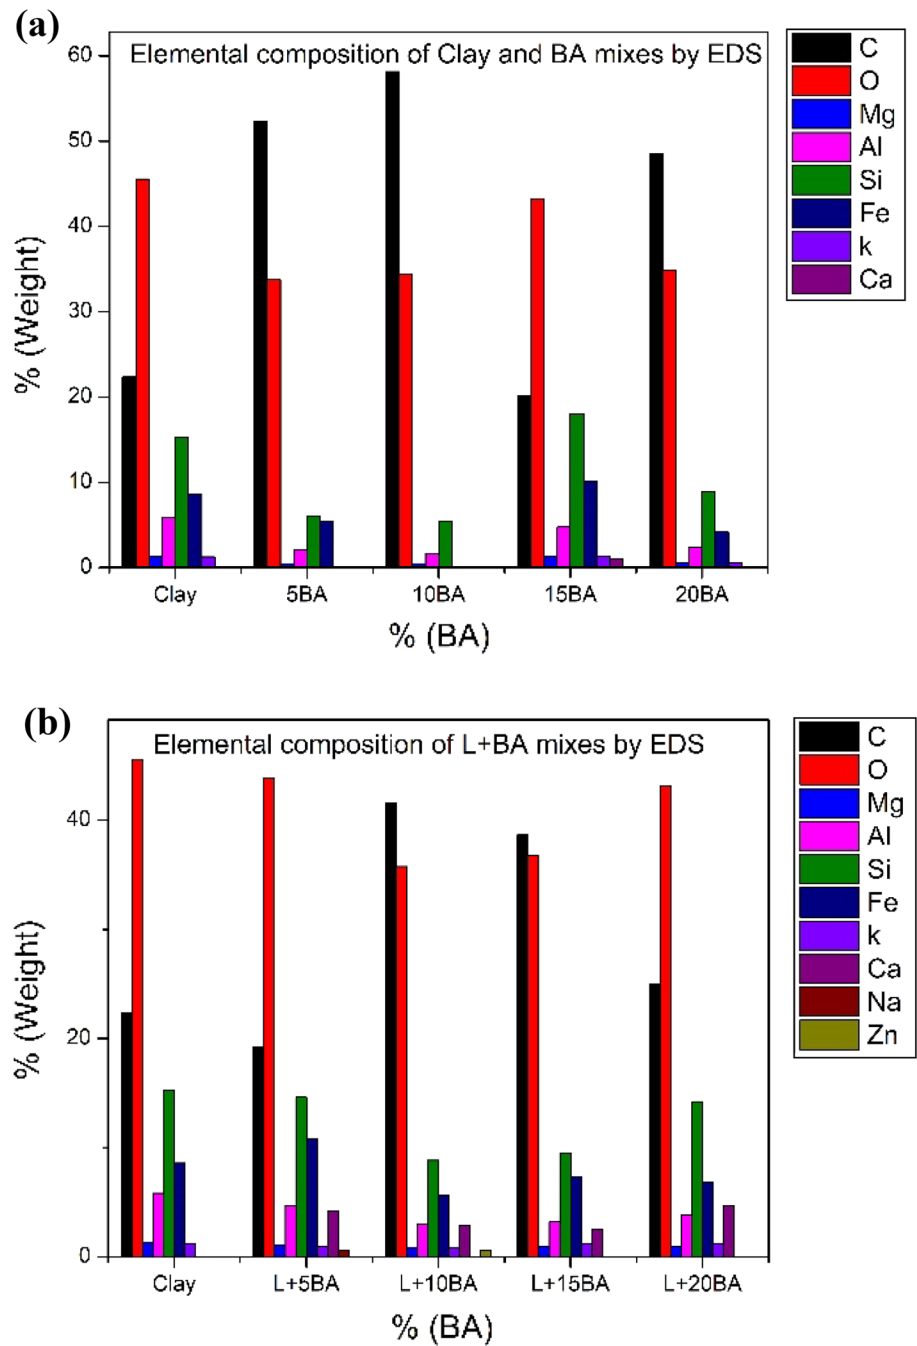 (a)
Elemental composition of Clay and BA mixes by EDS
C
O
Mg
Al
Si
Fe
k
Ca
60
50
40
30
20
10
0
% (Weight)
Clay 5BA 10BA 15BA 20BA
% (BA)
(b)
Elemental composition of L+BA mixes by EDS
C
O
Mg
Al
Si
Fe
k
Ca
Na
Zn
40
20
0
% (Weight)
Clay L+5BA L+10BA L+15BA L+20BA
% (BA)